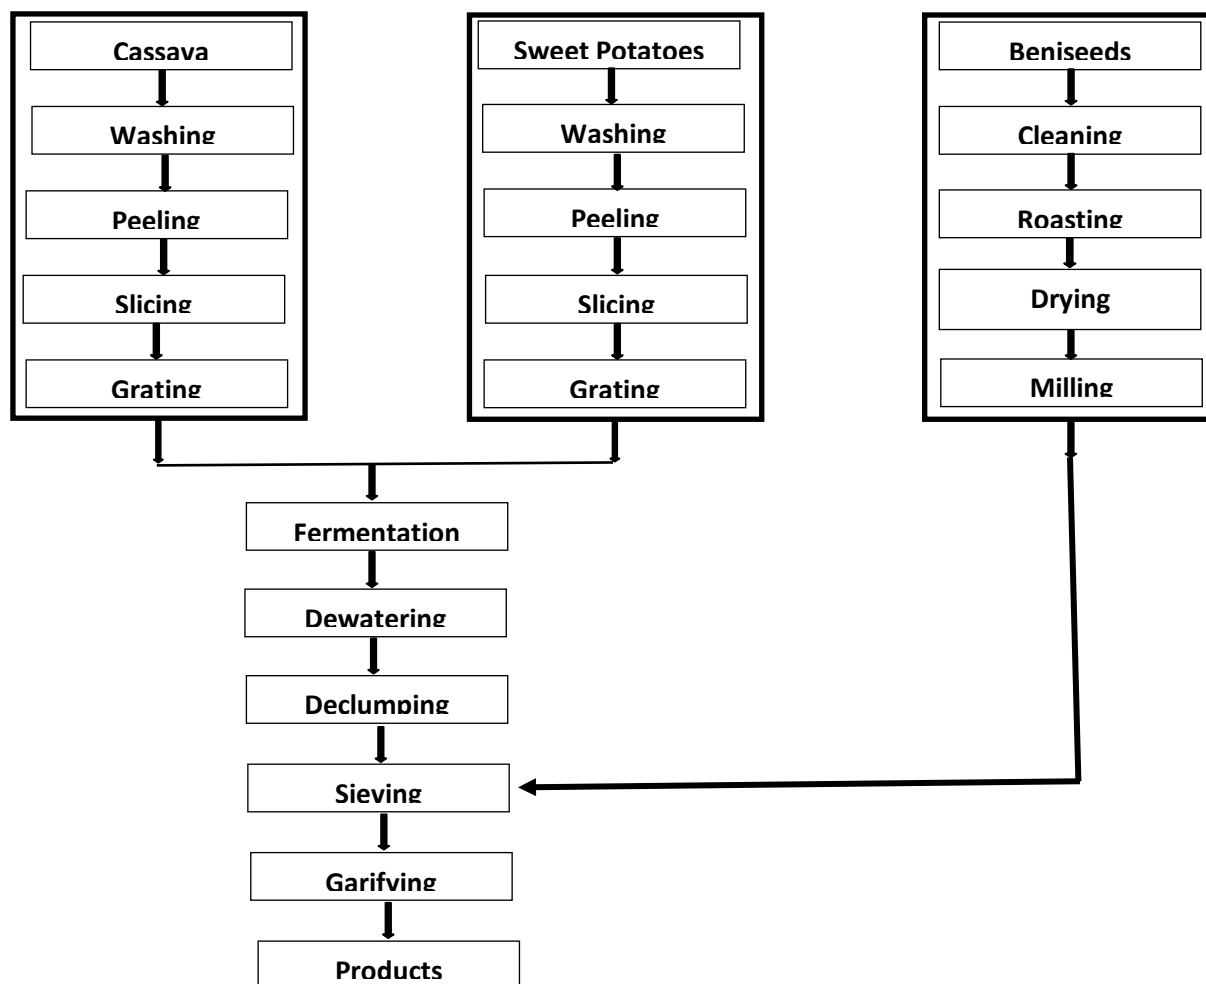 Cassava
Washing
Peeling
Slicing
Grating
Sweet Potatoes
Washing
Peeling
Slicing
Grating
Beniseeds
Cleaning
Roasting
Drying
Milling
Fermentation
Dewatering
Declumping
Sieving
Garifying
Products